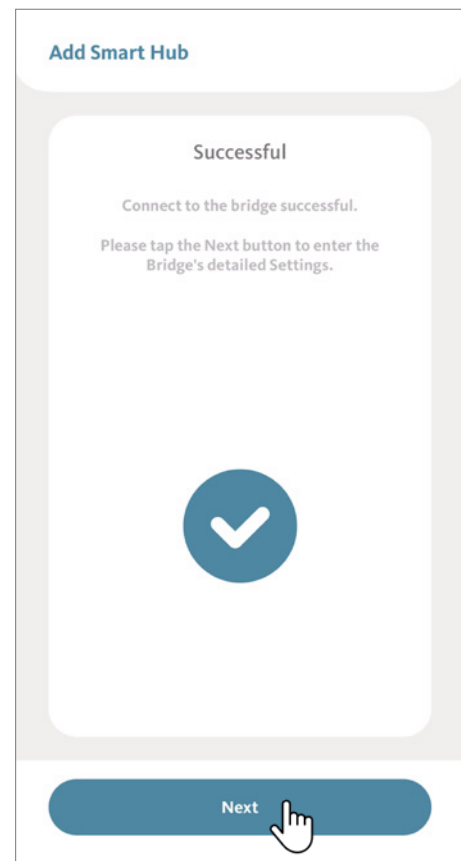 Add Smart Hub
Successful
Connect to the bridge successful.
Please tap the Next button to enter the
Bridge's detailed Settings.
Next